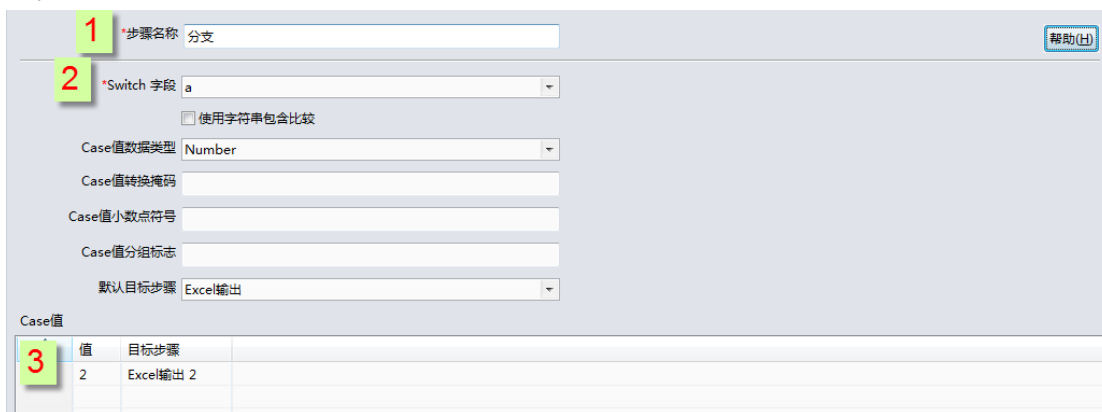 1 *步骤名称 分支 帮助(H)
2 *Switch 字段 a
使用字符串包含比较
Case值数据类型 Number
Case值转换掩码
Case值小数点符号
Case值分组标志
默认目标步骤 Excel输出
Case值
3 值 目标步骤
2 Excel输出 2